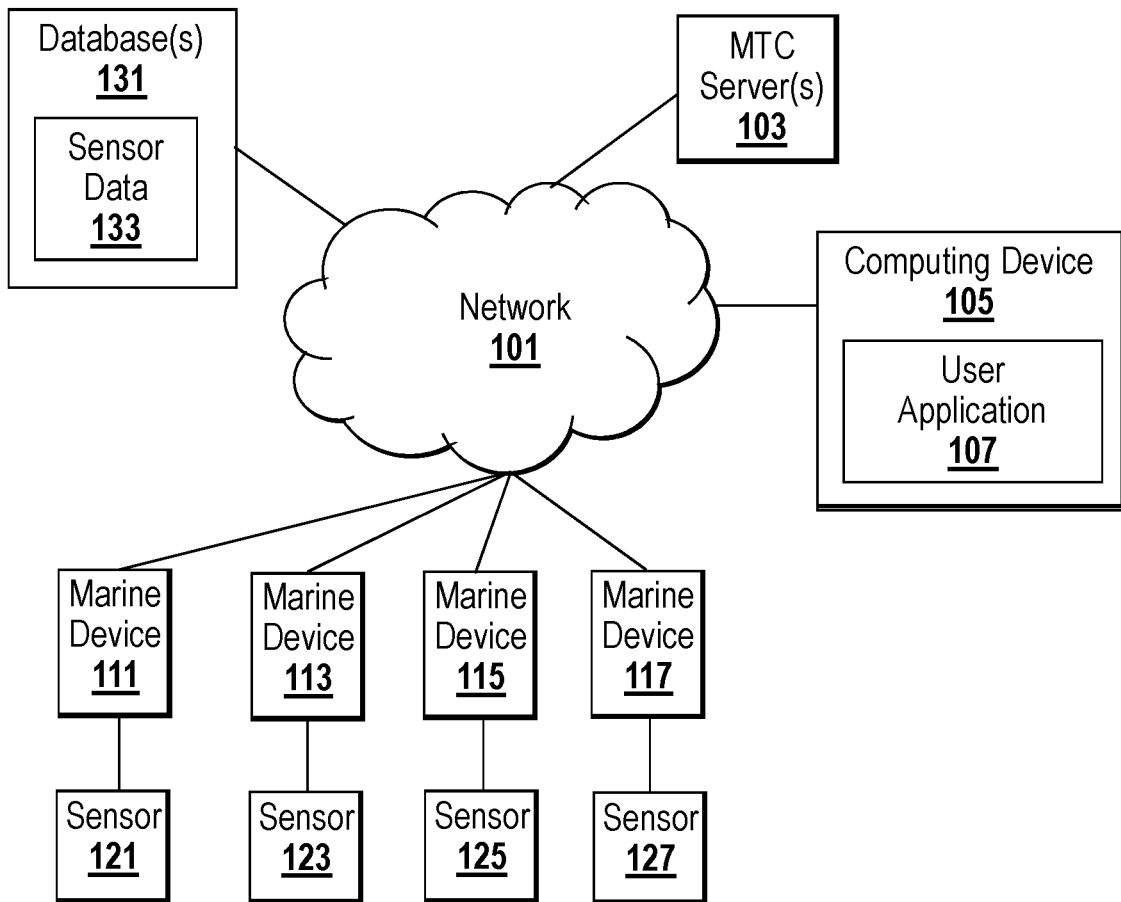 Database(s)
131
Sensor
Data
133
MTC
Server(s)
103
Network
101
Computing Device
105
User
Application
107
Marine
Device
111
Marine
Device
113
Marine
Device
115
Marine
Device
117
Sensor
121
Sensor
123
Sensor
125
Sensor
127